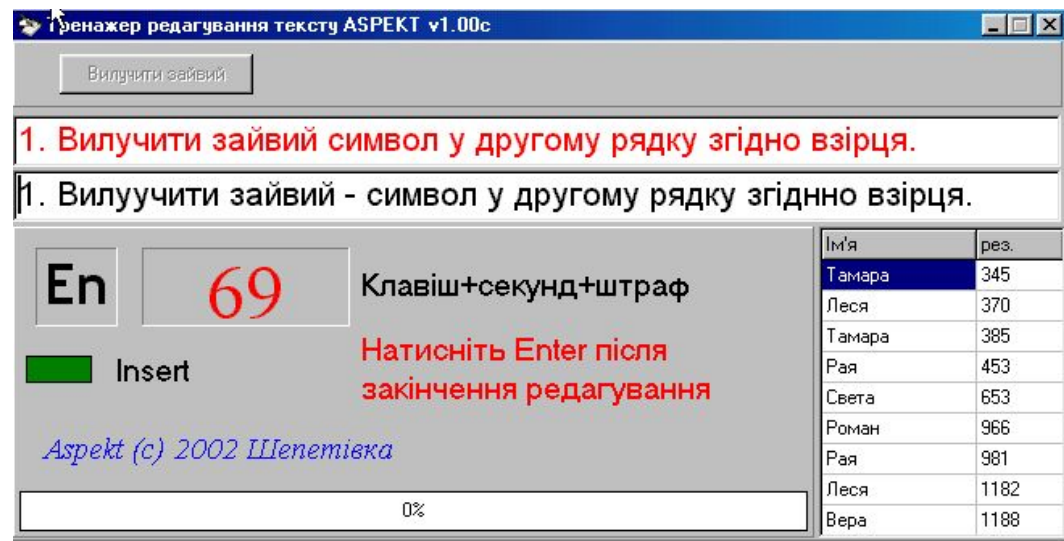 Тренажер редагування тексту ASPEKT v1.00c
Вилучити зайвий
1. Вилучити зайвий символ у другому рядку згідно взірця.
1. Вилуучити зайвий - символ у другому рядку згіднно взірця.
En
69
Клавіш+секунд+штраф
Insert
Натисніть Enter після
закінчення редагування
Aspekt (c) 2002 Шепетівка
0%
Ім'я рез.
Тамара 345
Леся 370
Тамара 385
Рая 453
Света 653
Роман 966
Рая 981
Леся 1182
Вера 1188